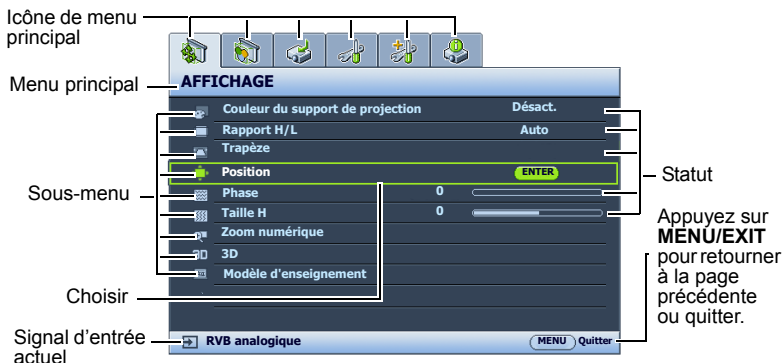 Icône de menu
principal
Menu principal
AFFICHAGE
Couleur du support de projection Désact.
Rapport H/L Auto
Trapèze
Position ENTER
Phase 0
Taille H 0
Zoom numérique
3D 3D
Modèle d'enseignement
Sous-menu
Statut
Choisir
Appuyez sur
MENU/EXIT
pour retourner
à la page
précédente
ou quitter.
Signal d'entrée
actuel
RVB analogique MENU Quitter